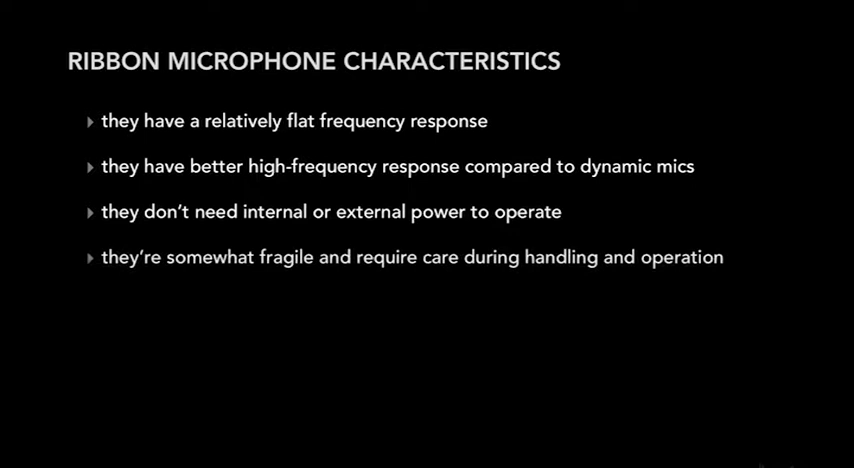 RIBBON MICROPHONE CHARACTERISTICS
they have a relatively flat frequency response
they have better high-frequency response compared to dynamic mics
they don’t need internal or external power to operate
they’re somewhat fragile and require care during handling and operation